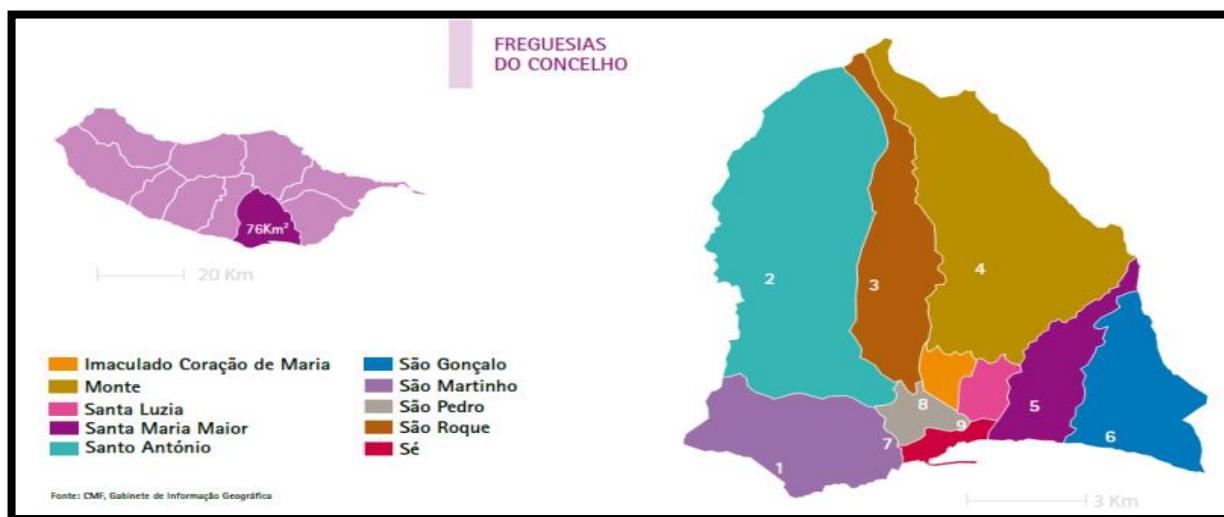 FREGUESIAS
DO CONCELHO
76Km²
20 Km
Imaculado Coração de Maria
Monte
Santa Luzia
Santa Maria Maior
Santo António
São Gonçalo
São Martinho
São Pedro
São Roque
Sé
Fonte: CMF, Gabinete de Informação Geográfica
2
3
4
8
5
9
6
7
1
3 Km